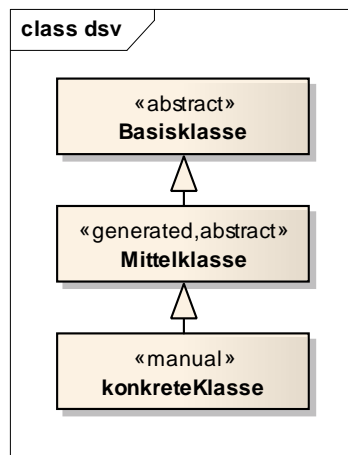 class dsv
«abstract»
Basisklasse
«generated,abstract»
Mittelklasse
«manual»
konkreteKlasse